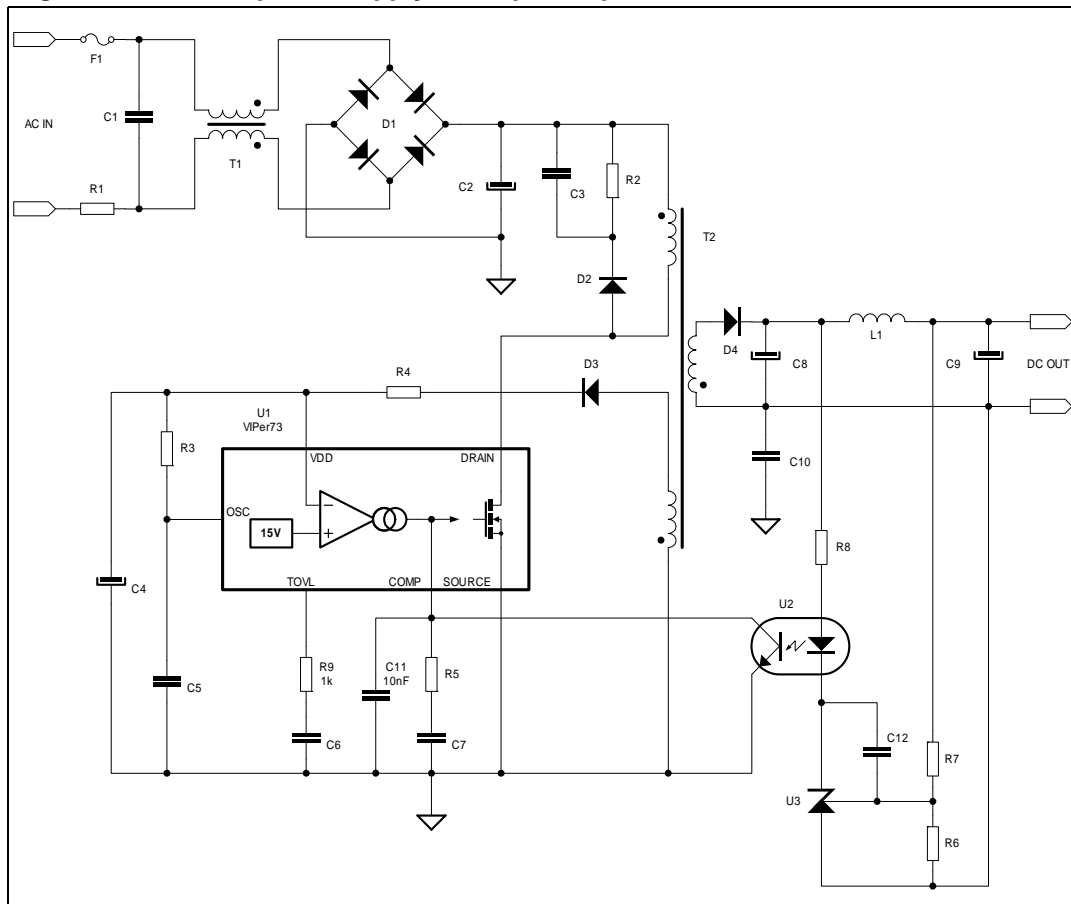 F1
AC IN
C1
T1
R1
D1
C2
C3
R2
D2
T2
D4
C8
L1
C9
DC OUT
C10
R4
D3
U1
VIPer73
R3
VDD
DRAIN
OSC
15V
TOVL
COMP
SOURCE
C4
C5
R9
1k
C6
C11
10nF
R5
C7
R8
U2
C12
R7
U3
R6